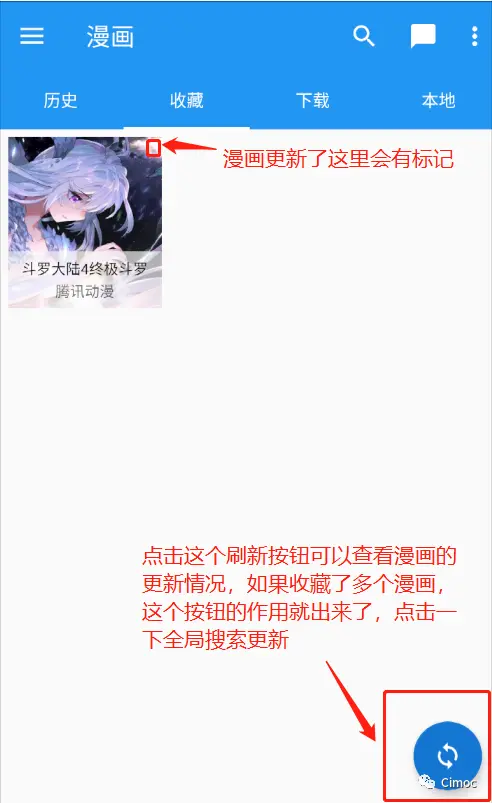 漫画
历史 收藏 下载 本地
漫画更新了这里会有标记
斗罗大陆4终极斗罗
腾讯动漫
点击这个刷新按钮可以查看漫画的
更新情况，如果收藏了多个漫画，
这个按钮的作用就出来了，点击一
下全局搜索更新
Cimoc